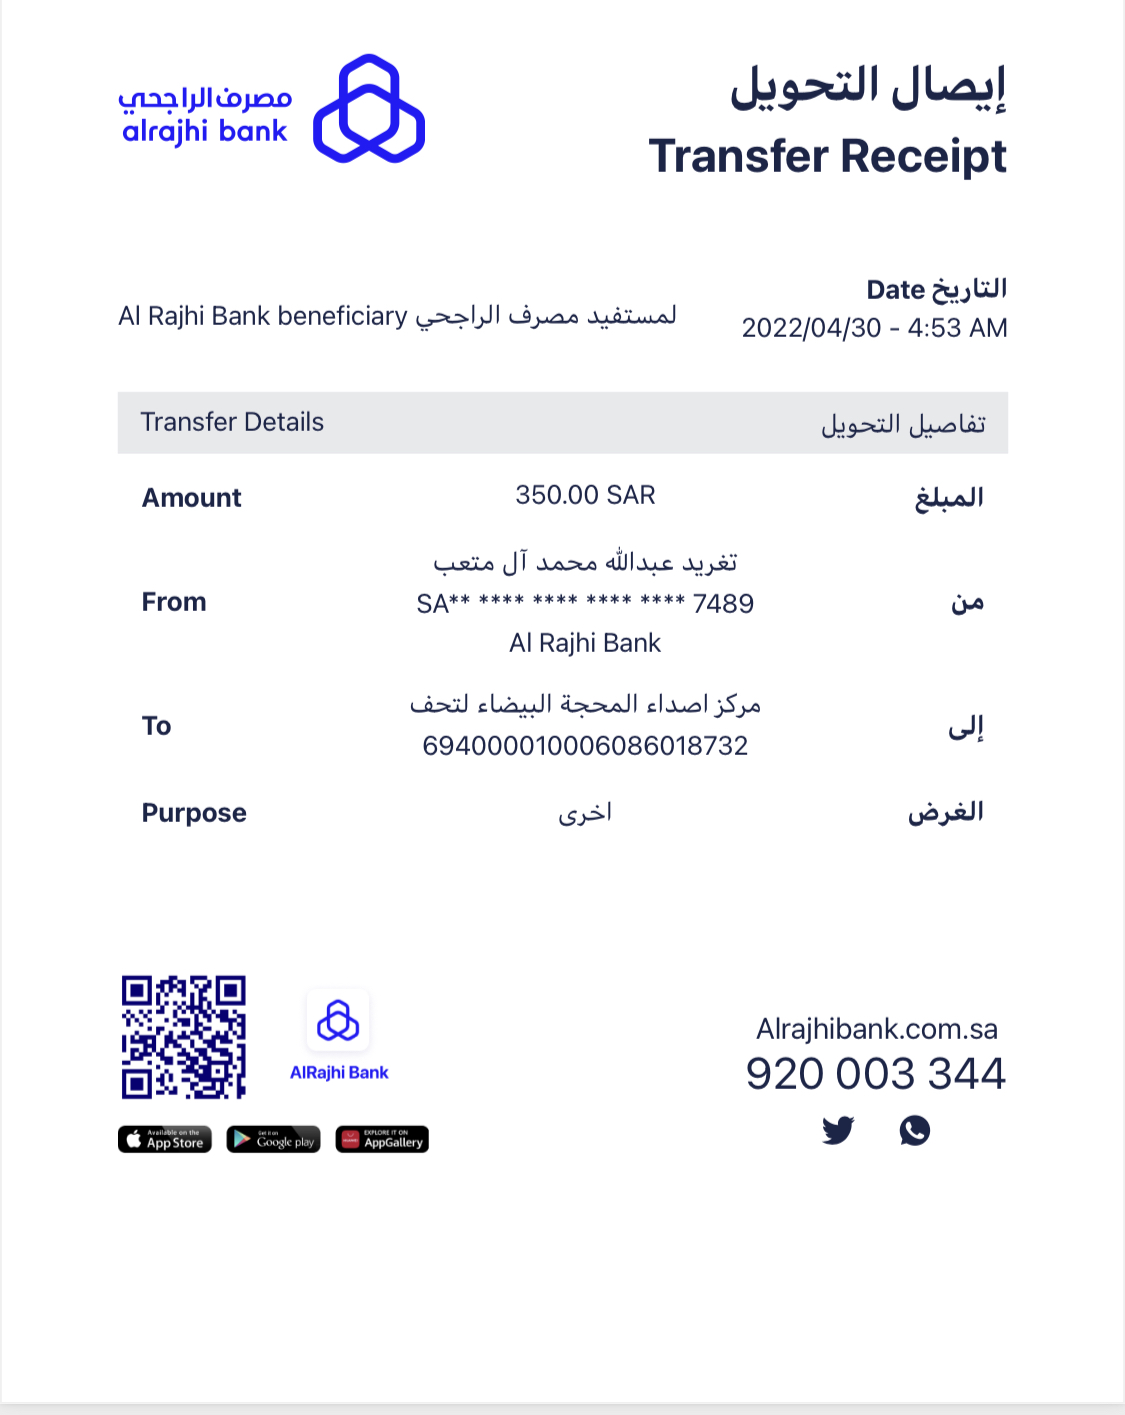 مصرف الراجحي
alrajhi bank
إيصال التحويل
Transfer Receipt
التاريخ Date
2022/04/30 - 4:53 AM
لمستفيد مصرف الراجحي Al Rajhi Bank beneficiary
Transfer Details تفاصيل التحويل
Amount 350.00 SAR المبلغ
تغريد عبدالله محمد آل متعب
From SA** **** **** **** **** 7489 من
Al Rajhi Bank
مركز اصداء المحجة البيضاء لتحف
To إلى
694000010006086018732
Purpose اخرى الغرض
AlRajhi Bank
Available on the
App Store
Get it on
Google play
HUAWEI
EXPLORE IT ON
AppGallery
Alrajhibank.com.sa
920 003 344